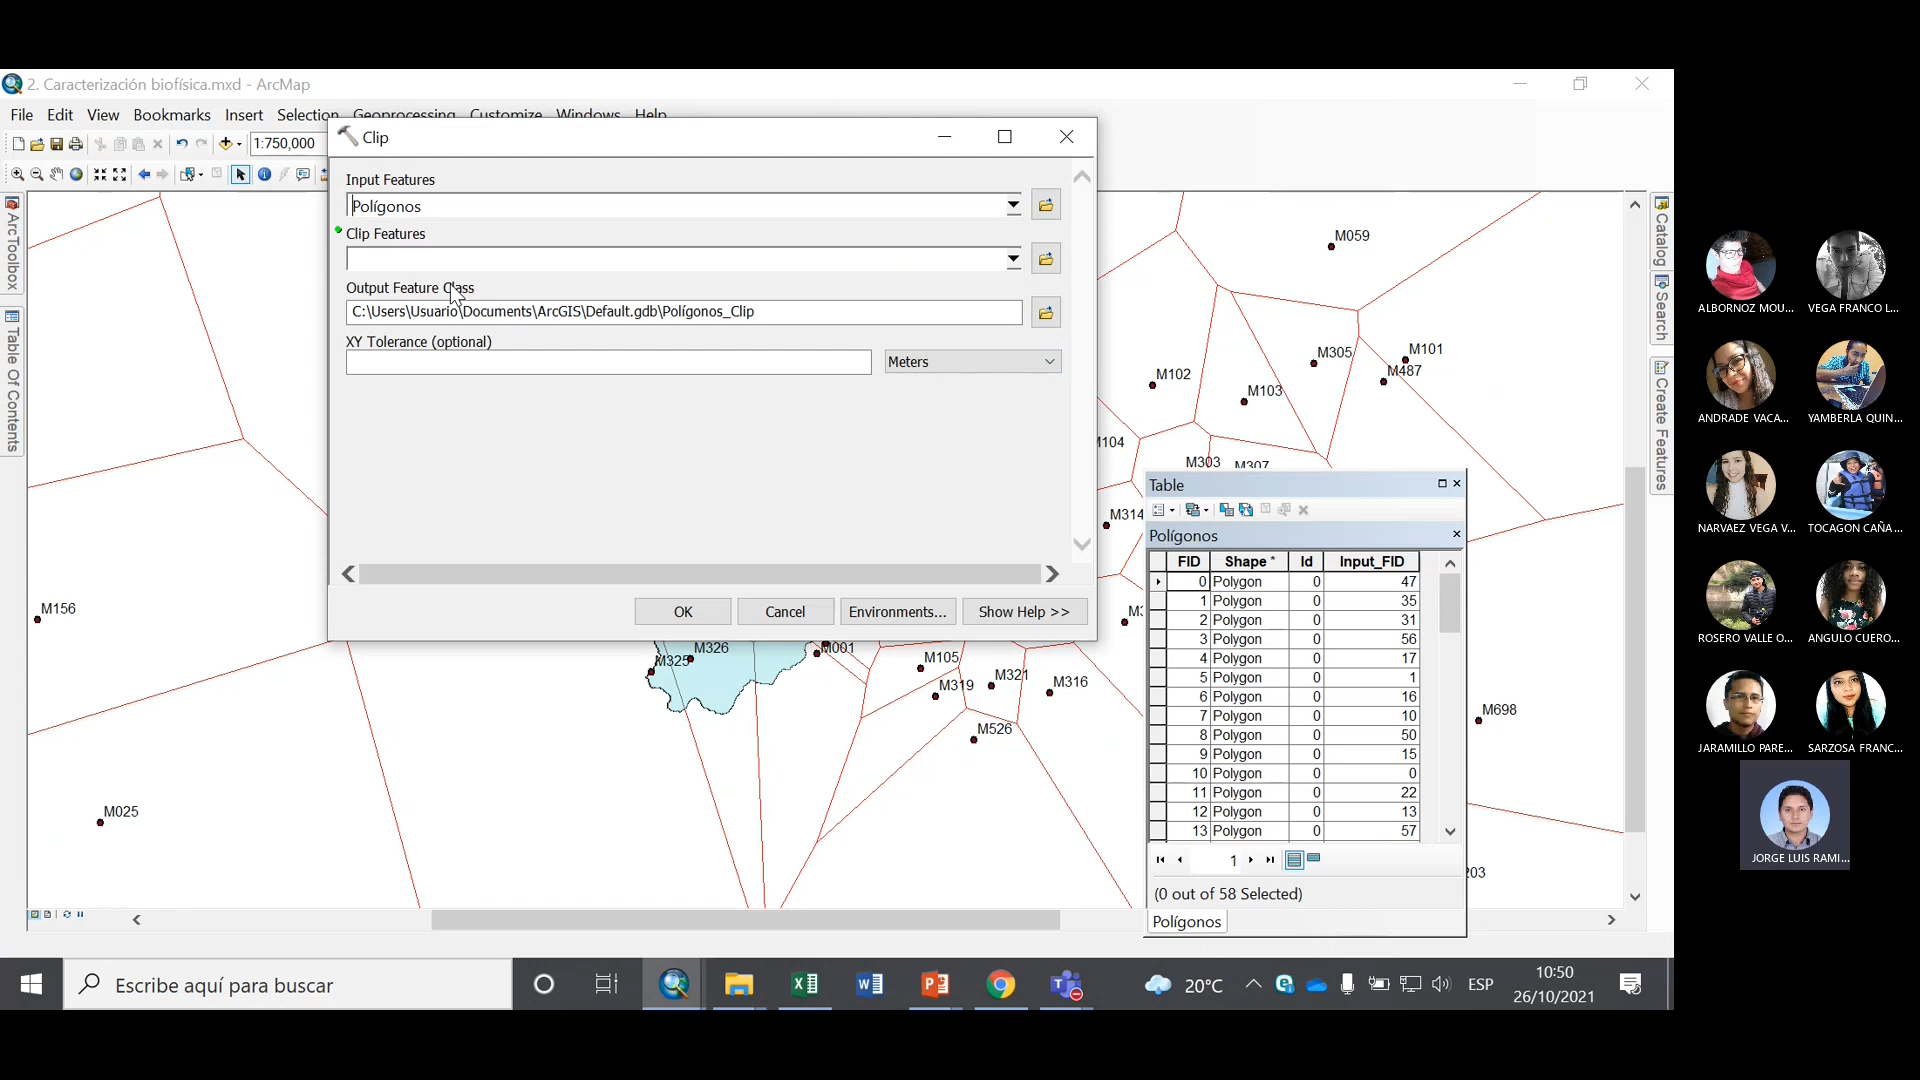 2. Caracterización biofísica.mxd - ArcMap
File Edit View Bookmarks Insert Selection Geoprocessing Customize Windows Help
1:750,000
Clip
Input Features
Polígonos
Clip Features
Output Feature Class
C:\Users\Usuario\Documents\ArcGIS\Default.gdb\Polígonos_Clip
XY Tolerance (optional)
Meters
OK Cancel Environments... Show Help >>
ArcToolbox
Table Of Contents
Catalog
Search
Create Features
M059
M305
M101
M102
M487
M103
M104
M303
M307
M314
M156
M326
M001
M325
M105
M321
M319
M316
M526
M698
M025
Table
Polígonos
FID Shape * Id Input_FID
0 Polygon 0 47
1 Polygon 0 35
2 Polygon 0 31
3 Polygon 0 56
4 Polygon 0 17
5 Polygon 0 1
6 Polygon 0 16
7 Polygon 0 10
8 Polygon 0 50
9 Polygon 0 15
10 Polygon 0 0
11 Polygon 0 22
12 Polygon 0 13
13 Polygon 0 57
1
(0 out of 58 Selected)
Polígonos
ALBORNOZ MOU...
VEGA FRANCO L...
ANDRADE VACA...
YAMBERLA QUIN...
NARVAEZ VEGA V...
TOCAGON CAÑA ...
ROSERO VALLE O...
ANGULO CUERO...
JARAMILLO PARE...
SARZOSA FRANC...
JORGE LUIS RAMI...
Escribe aquí para buscar
20°C
ESP
10:50
26/10/2021